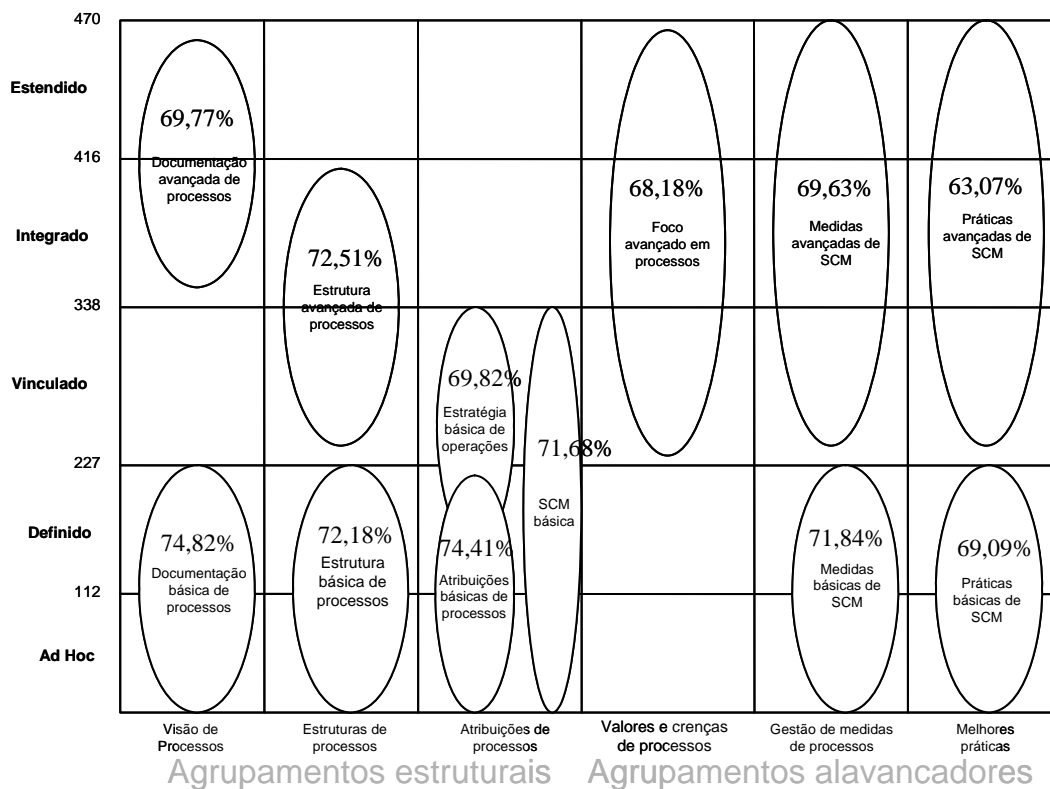 470
Estendido
69,77%
416
Documentação
avançada de
processos
68,18%
69,63%
63,07%
Integrado
Foco
avançado em
processos
Medidas
avançadas de
SCM
Práticas
avançadas de
SCM
72,51%
Estrutura
avançada de
processos
338
Vinculado
69,82%
Estratégia
básica de
operações
71,68%
SCM
básica
227
Definido
74,82%
Documentação
básica de
processos
72,18%
Estrutura
básica de
processos
74,41%
Atribuições
básicas de
processos
71,84%
Medidas
básicas de
SCM
69,09%
Práticas
básicas de
SCM
112
Ad Hoc
Visão de
Processos
Estruturas de
processos
Atribuições de
processos
Valores e crenças
de processos
Gestão de medidas
de processos
Melhores
práticas
Agrupamentos estruturais
Agrupamentos alavancadores